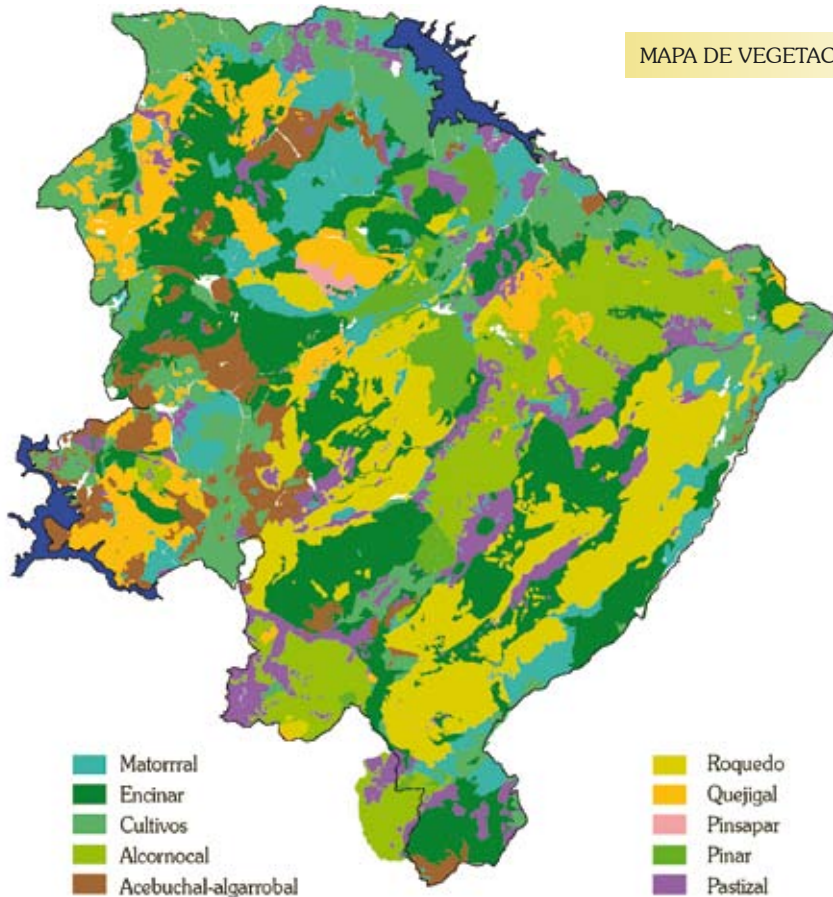 MAPA DE VEGETAC
Matorrral
Encinar
Cultivos
Alcornocal
Acebuchal-algarrobal
Roquedo
Quejigal
Pinsapar
Pinar
Pastizal